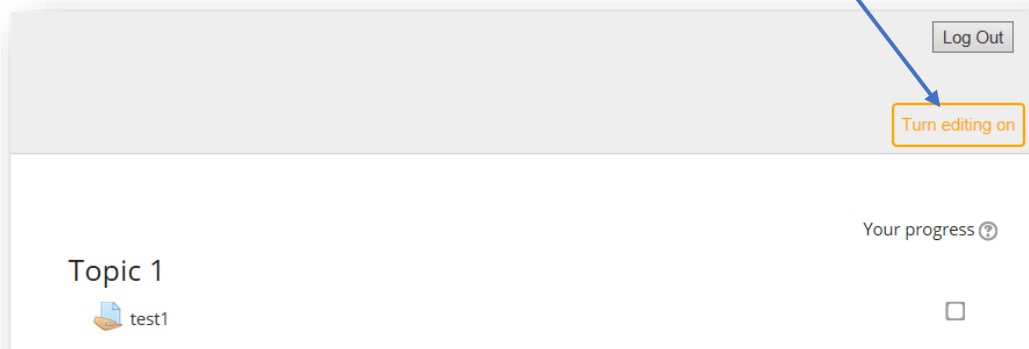 Log Out
Turn editing on
Your progress
Topic 1
test1